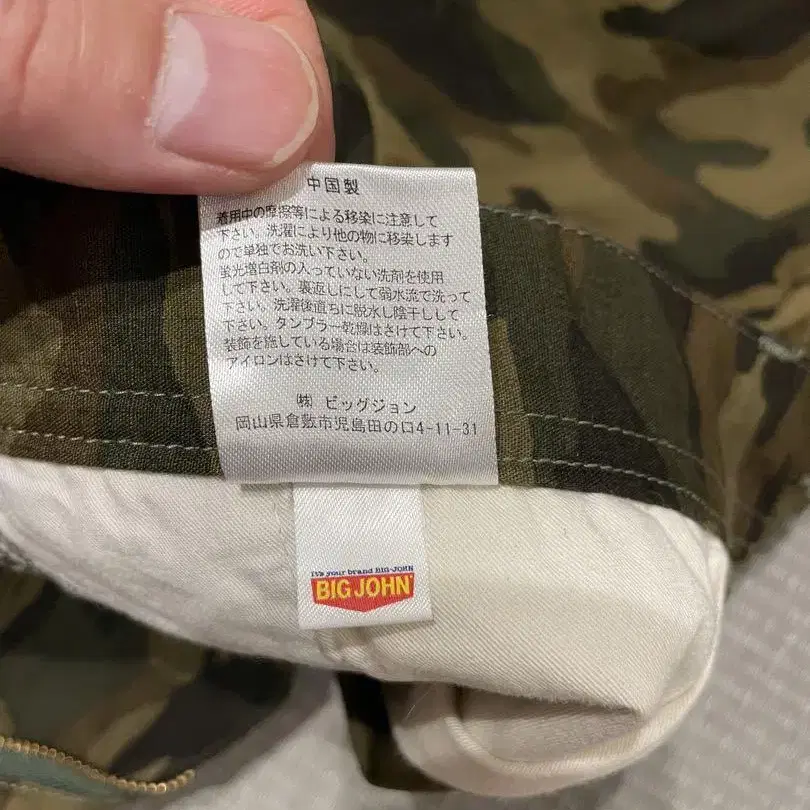 中国製
着用中の摩擦等による移染に注意して
下さい。洗濯により他の物に移染します
ので単独でお洗い下さい。
蛍光増白剤の入っていない洗剤を使用
して下さい。裏返しにして弱水流で洗って
下さい。洗濯後直ちに脱水し陰干しして
下さい。タンブラー乾燥はさけて下さい。
装飾を施している場合は装飾部への
アイロンはさけて下さい。
㈱ ビッグジョン
岡山県倉敷市児島田の口4-11-31
It's your brand BIG-JOHN
BIG JOHN